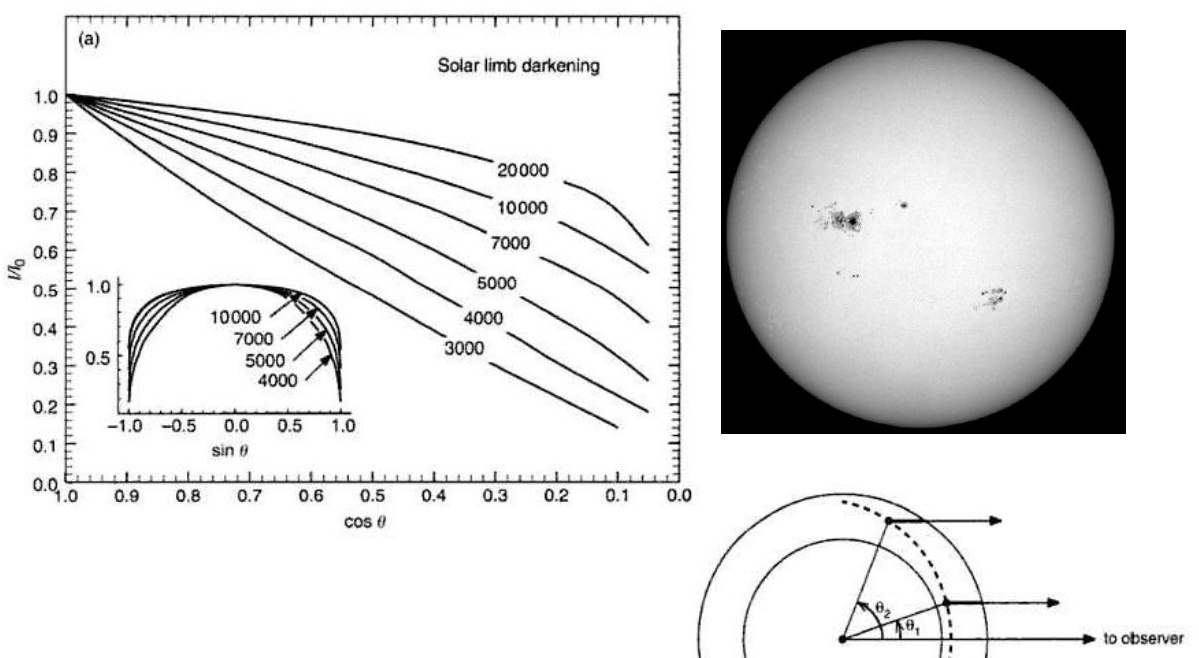 (a)
Solar limb darkening
1.0
0.9
0.8
0.7
0.6
0.5
0.4
0.3
0.2
0.1
0.0
I/I₀
20000
10000
7000
5000
4000
3000
1.0
0.5
10000
7000
5000
4000
−1.0 −0.5 0.0 0.5 1.0
sin θ
1.0 0.9 0.8 0.7 0.6 0.5 0.4 0.3 0.2 0.1 0.0
cos θ
θ₂
θ₁
to observer